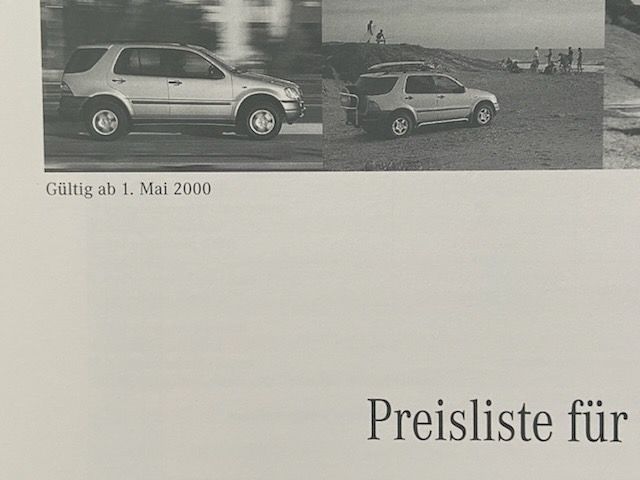 Gültig ab 1. Mai 2000
Preisliste für